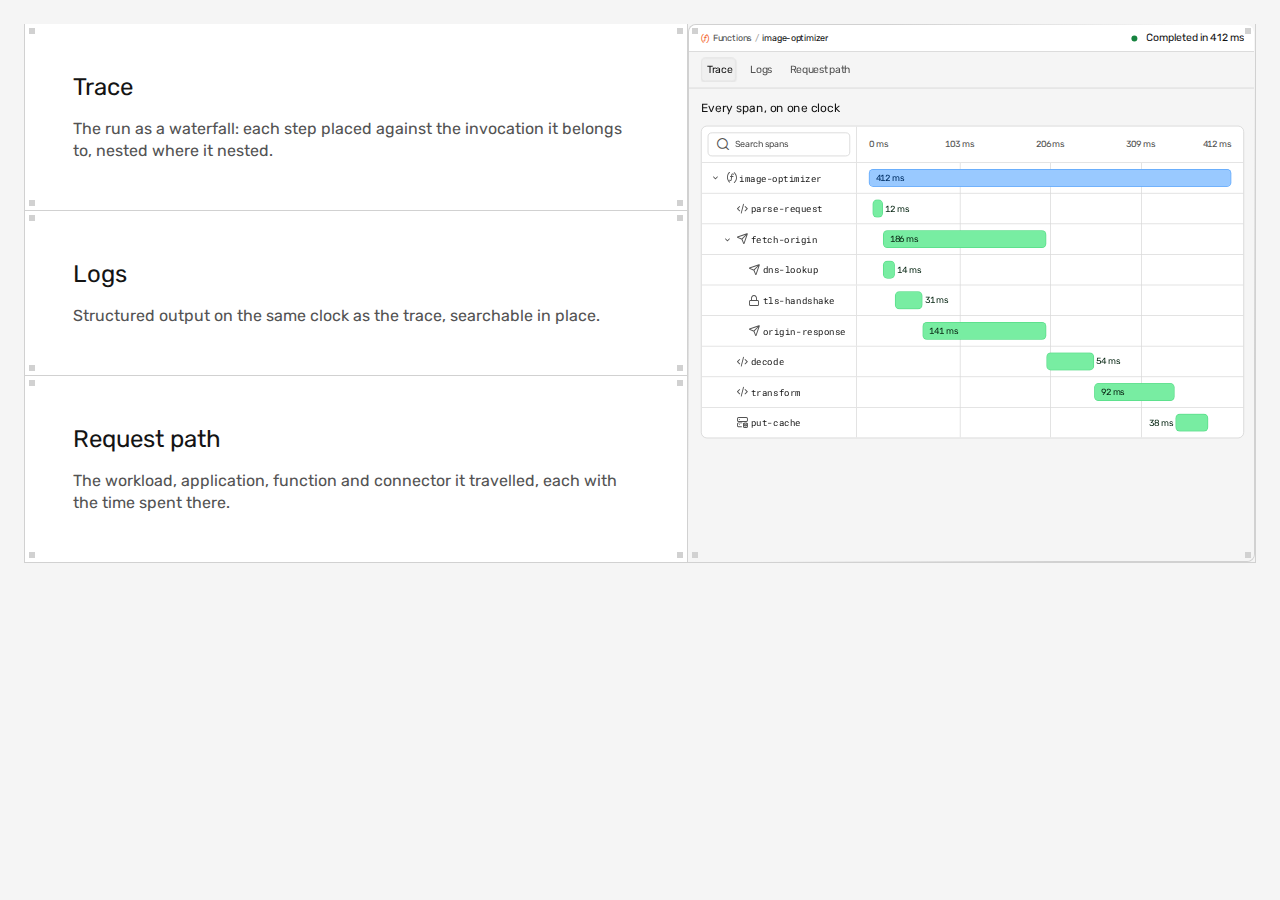 Trace
The run as a waterfall: each step placed against the invocation it belongs
to, nested where it nested.
Logs
Structured output on the same clock as the trace, searchable in place.
Request path
The workload, application, function and connector it travelled, each with
the time spent there.
Functions / image-optimizer
Completed in 412 ms
Trace Logs Request path
Every span, on one clock
Search spans 0 ms 103 ms 206 ms 309 ms 412 ms
image-optimizer 412 ms
parse-request 12 ms
fetch-origin 186 ms
dns-lookup 14 ms
tls-handshake 31 ms
origin-response 141 ms
decode 54 ms
transform 92 ms
put-cache 38 ms